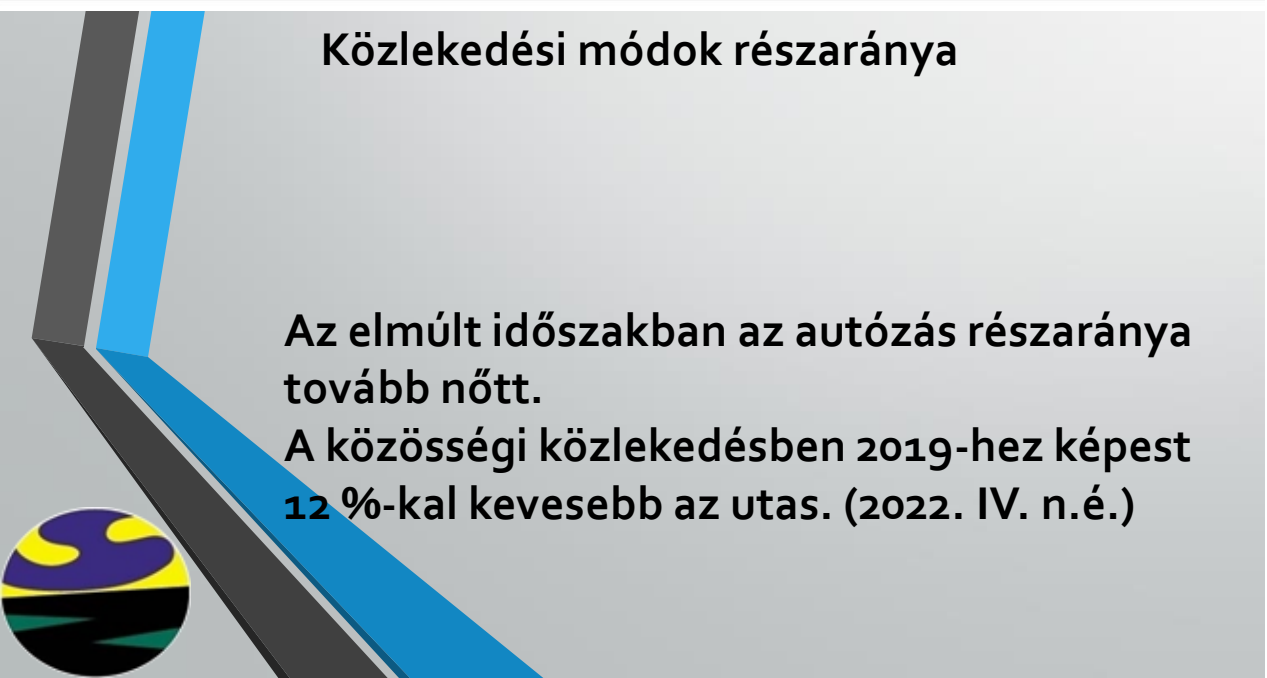 Közlekedési módok részaránya
Az elmúlt időszakban az autózás részaránya
tovább nőtt.
A közösségi közlekedésben 2019-hez képest
12 %-kal kevesebb az utas. (2022. IV. n.é.)